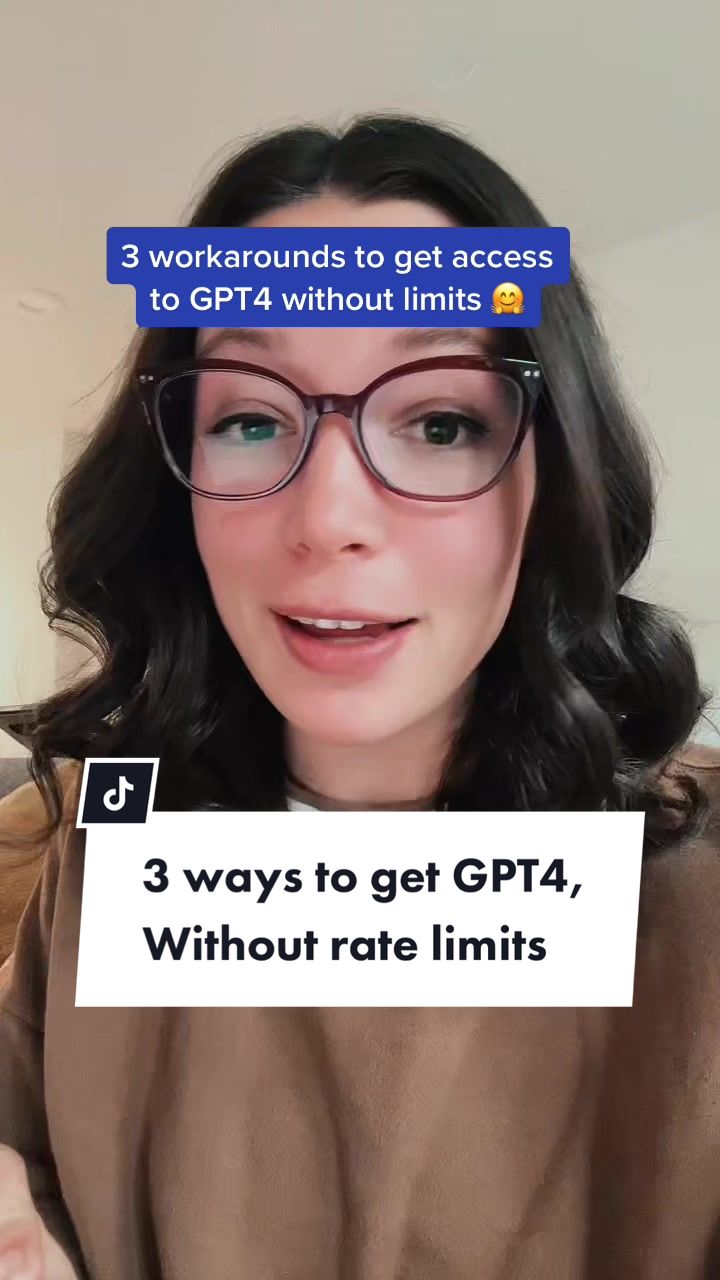 3 workarounds to get access
to GPT4 without limits 🤗
3 ways to get GPT4,
Without rate limits